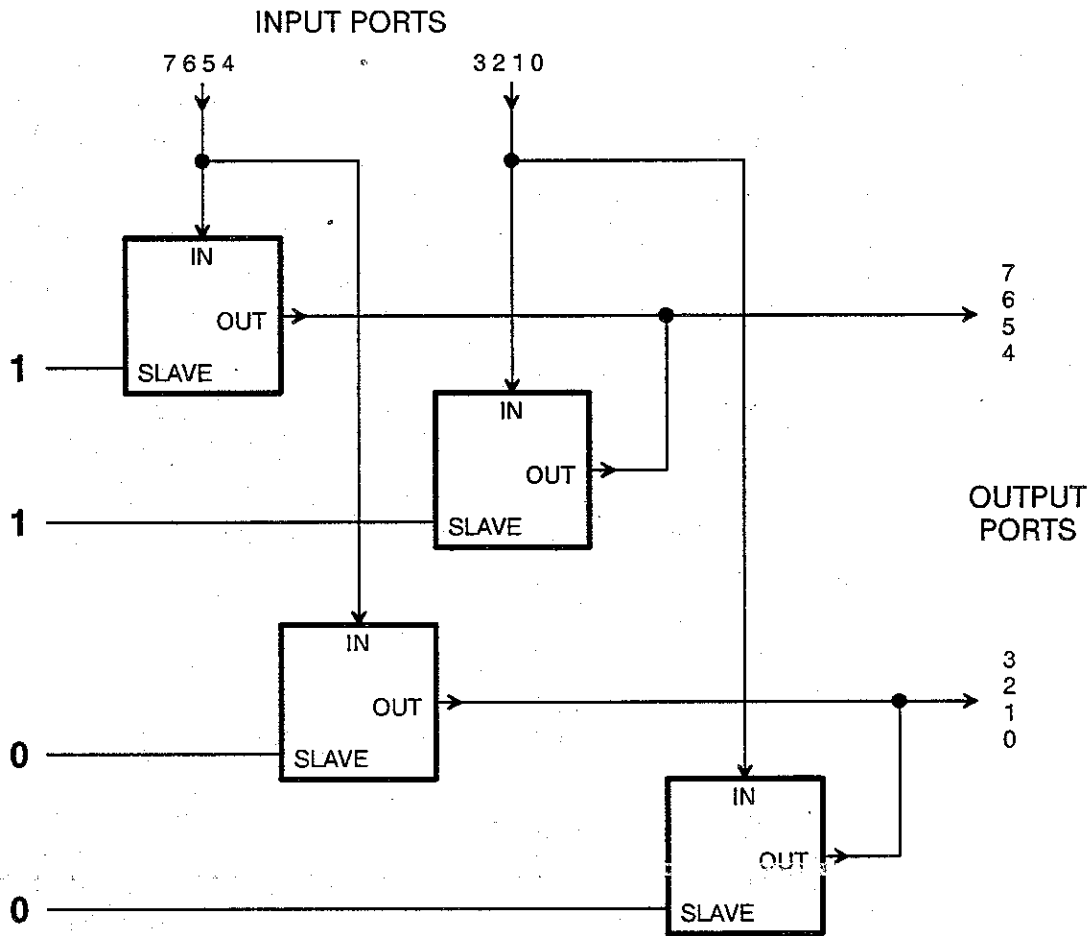 INPUT PORTS
7 6 5 4
3 2 1 0
IN
OUT
1
SLAVE
7
6
5
4
IN
OUT
1
SLAVE
OUTPUT
PORTS
IN
OUT
0
SLAVE
3
2
1
0
IN
OUT
0
SLAVE